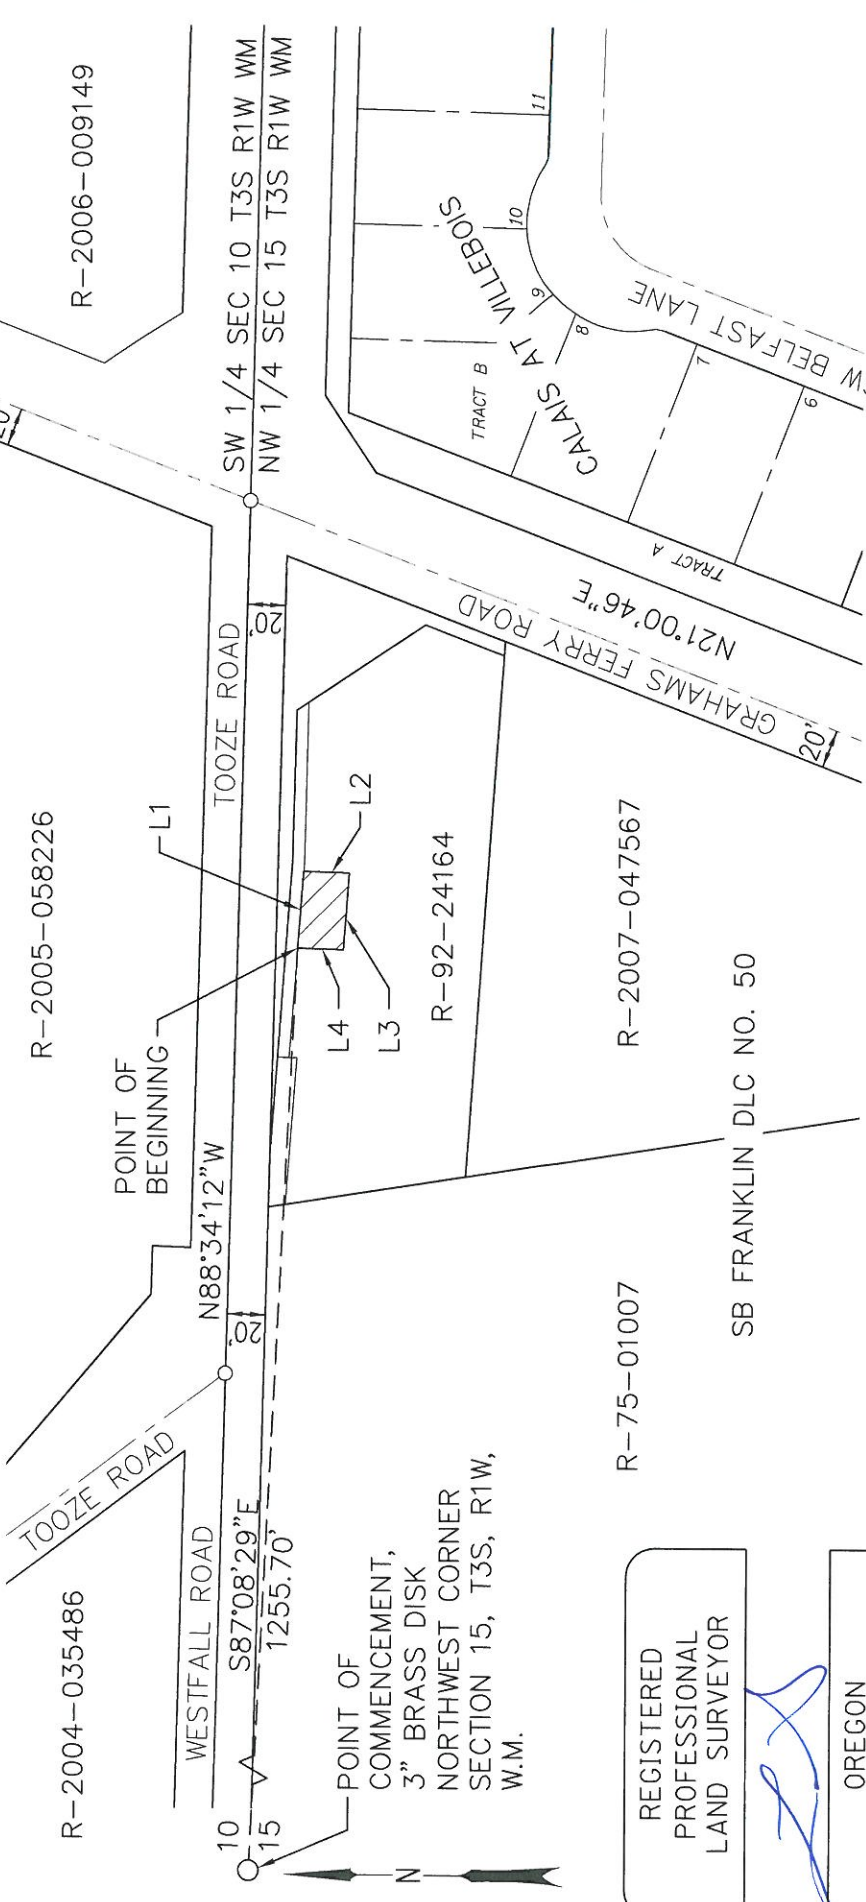 R-2006-009149
SW 1/4 SEC 10 T3S R1W WM
NW 1/4 SEC 15 T3S R1W WM
R-2005-058226
TOOZE ROAD
20'
L1
POINT OF
BEGINNING
N88°34'12"W
20'
L2
L4
L3
R-92-24164
CALAIS AT VILLEBOIS
TRACT B
11
10
9
8
7
6
TRACT A
BELFAST LANE
N21°00'46"E
GRAHAMS FERRY ROAD
20'
R-2007-047567
SB FRANKLIN DLC NO. 50
R-75-01007
TOOZE ROAD
R-2004-035486
WESTFALL ROAD
S87°08'29"E
1255.70'
10
15
POINT OF
COMMENCEMENT,
3" BRASS DISK
NORTHWEST CORNER
SECTION 15, T3S, R1W,
W.M.
N
REGISTERED
PROFESSIONAL
LAND SURVEYOR
OREGON